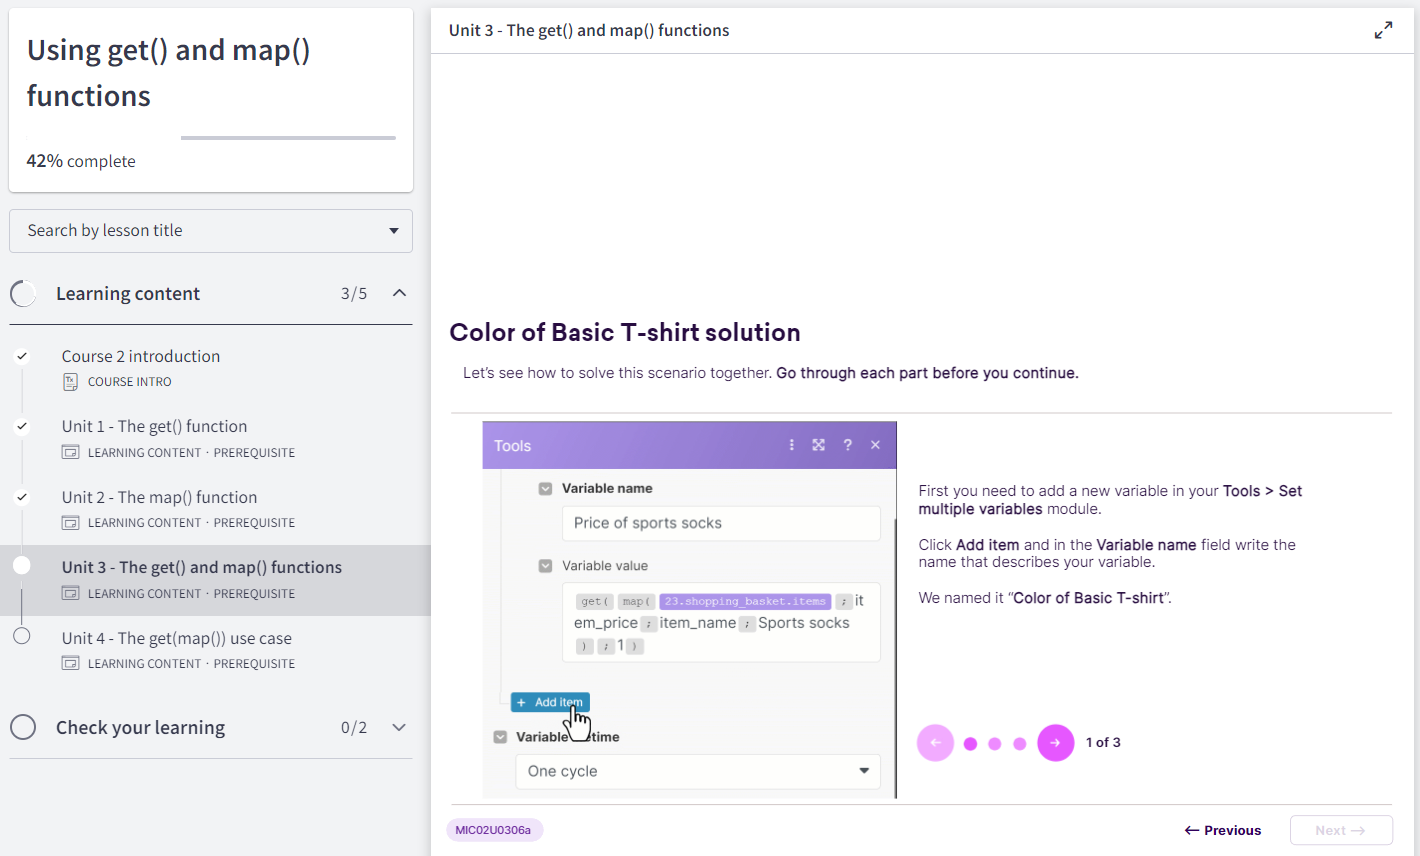 Using get() and map()
functions
42% complete
Search by lesson title
Learning content 3/5
Course 2 introduction
COURSE INTRO
Unit 1 - The get() function
LEARNING CONTENT · PREREQUISITE
Unit 2 - The map() function
LEARNING CONTENT · PREREQUISITE
Unit 3 - The get() and map() functions
LEARNING CONTENT · PREREQUISITE
Unit 4 - The get(map()) use case
LEARNING CONTENT · PREREQUISITE
Check your learning 0/2
Unit 3 - The get() and map() functions
Color of Basic T-shirt solution
Let's see how to solve this scenario together. Go through each part before you continue.
Tools ?
Variable name
Price of sports socks
Variable value
get( map( 23.shopping_basket.items ; it
em_price ; item_name ; Sports socks
) ; 1 )
+ Add item
Variable time
One cycle
First you need to add a new variable in your Tools > Set
multiple variables module.
Click Add item and in the Variable name field write the
name that describes your variable.
We named it “Color of Basic T-shirt”.
← → 1 of 3
MIC02U0306a
← Previous Next →